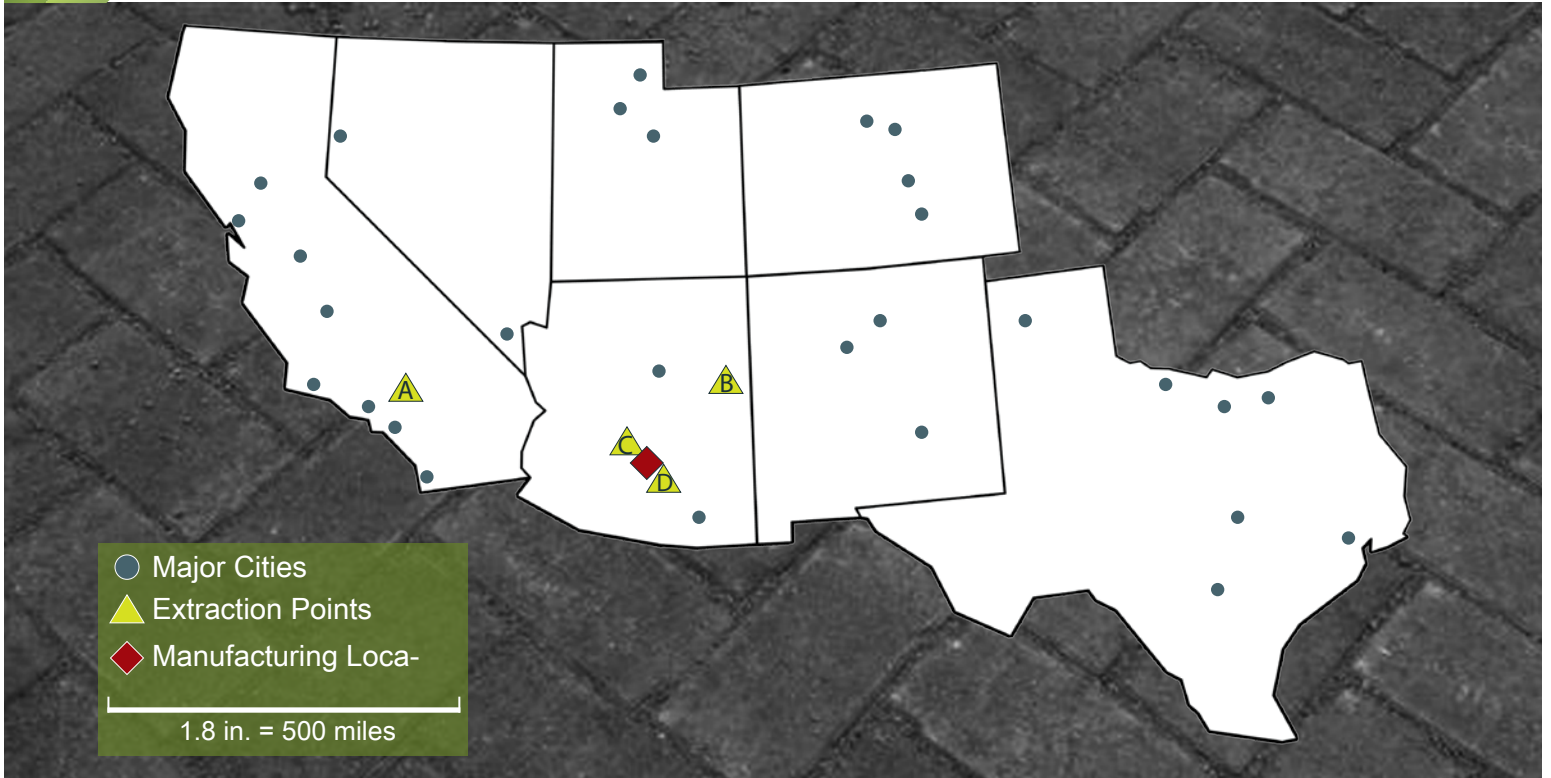 A
B
C
D
Major Cities
Extraction Points
Manufacturing Loca-
1.8 in. = 500 miles